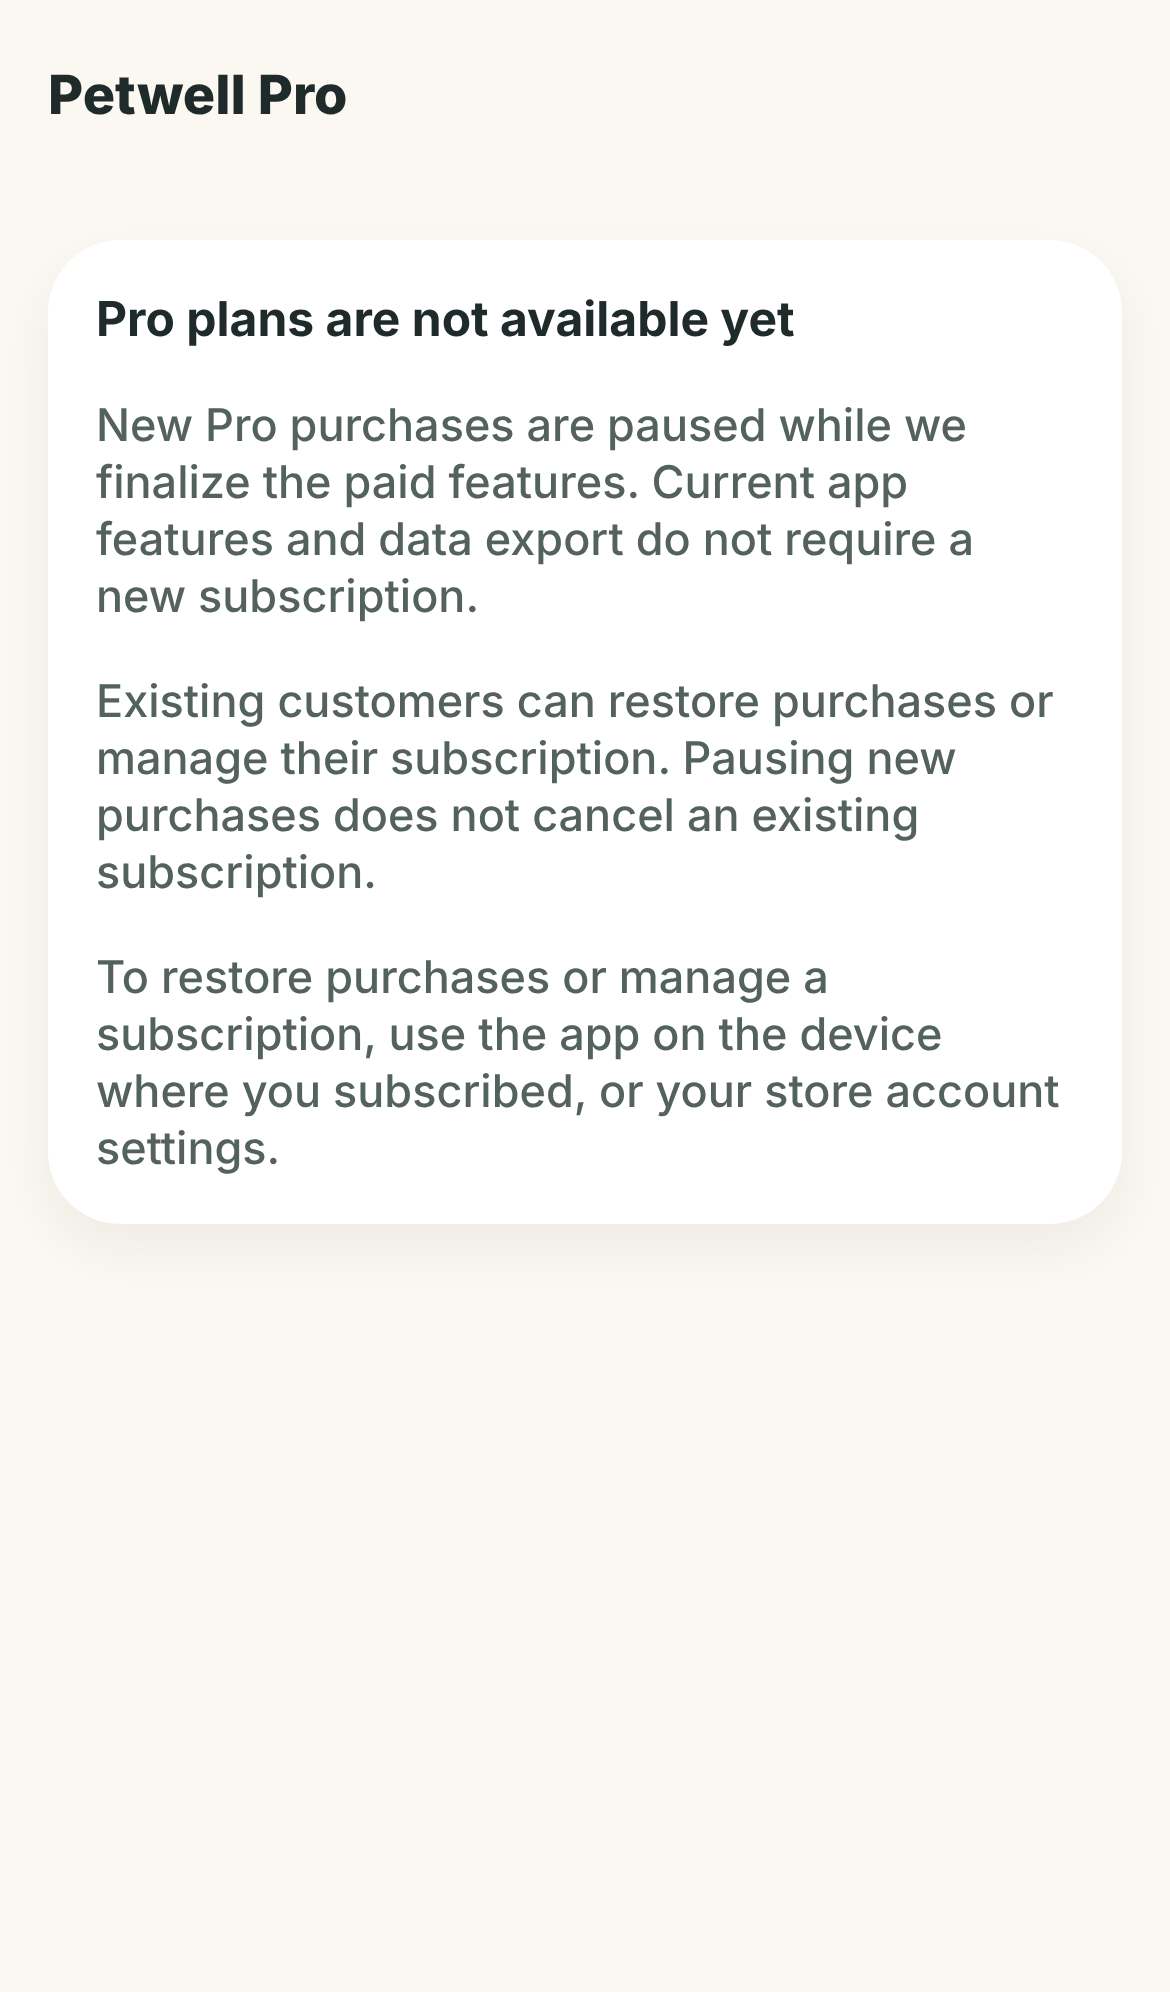 Petwell Pro
Pro plans are not available yet
New Pro purchases are paused while we
finalize the paid features. Current app
features and data export do not require a
new subscription.
Existing customers can restore purchases or
manage their subscription. Pausing new
purchases does not cancel an existing
subscription.
To restore purchases or manage a
subscription, use the app on the device
where you subscribed, or your store account
settings.